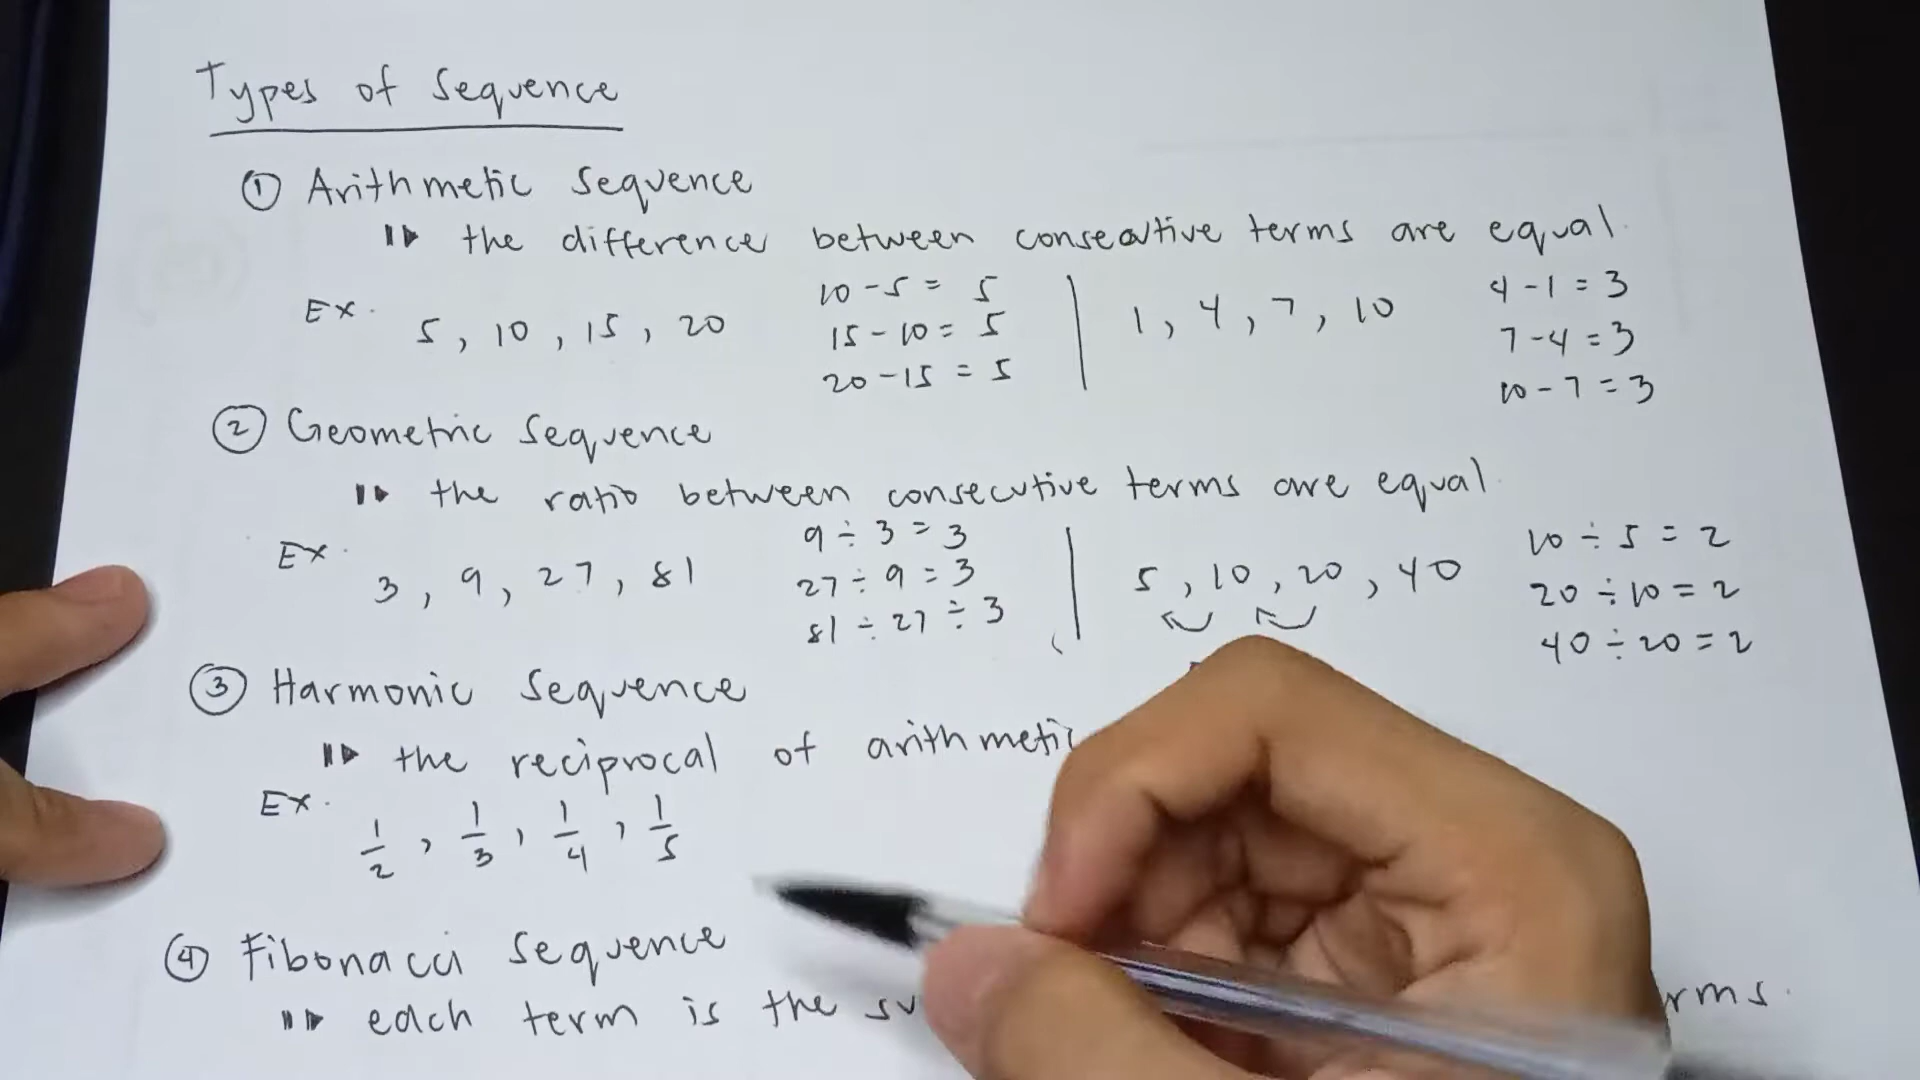 Types of Sequence
① Arithmetic Sequence
the difference between consecutive terms are equal.
Ex. 5, 10, 15, 20
10 - 5 = 5
15 - 10 = 5
20 - 15 = 5
1, 4, 7, 10
4 - 1 = 3
7 - 4 = 3
10 - 7 = 3
② Geometric Sequence
the ratio between consecutive terms are equal.
Ex. 3, 9, 27, 81
9 ÷ 3 = 3
27 ÷ 9 = 3
81 ÷ 27 ÷ 3
5, 10, 20, 40
10 ÷ 5 = 2
20 ÷ 10 = 2
40 ÷ 20 = 2
③ Harmonic Sequence
the reciprocal of arithmetic
Ex. 1/2, 1/3, 1/4, 1/5
④ Fibonacci Sequence
each term is the